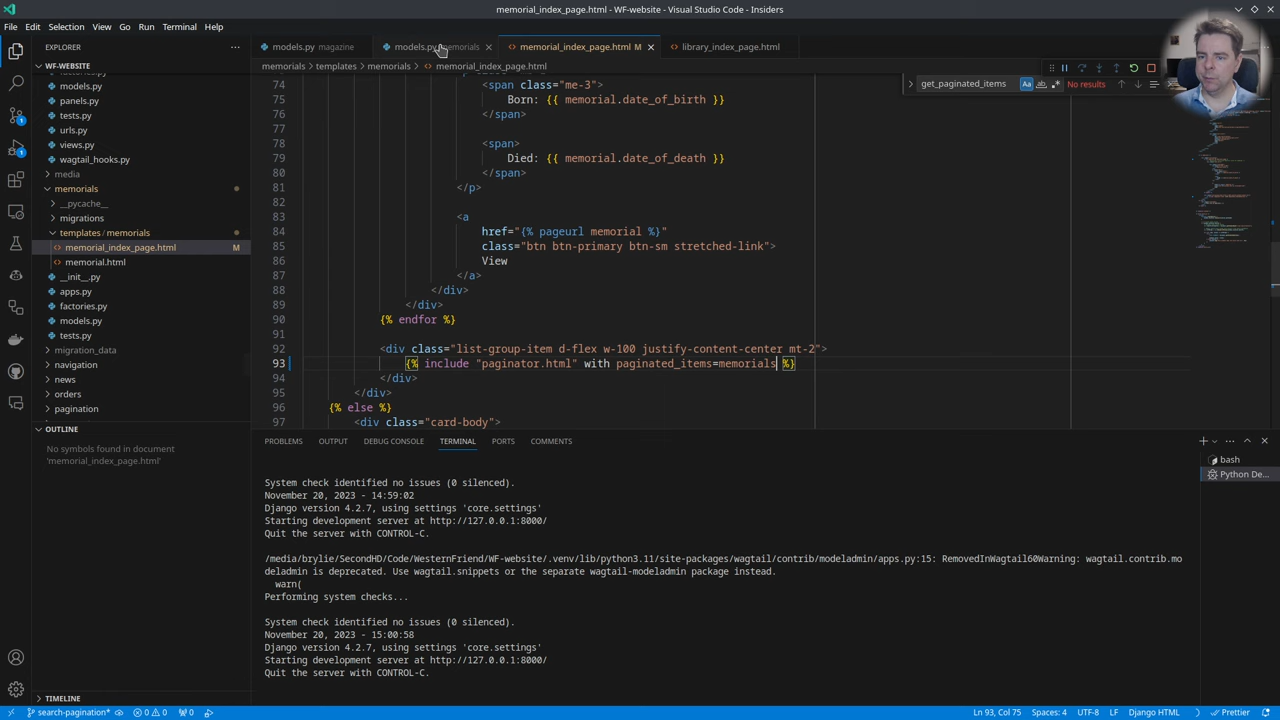 memorial_index_page.html - WF-website - Visual Studio Code - Insiders
File Edit Selection View Go Run Terminal Help
EXPLORER
models.py magazine
models.py memorials
memorial_index_page.html M
library_index_page.html
WF-WEBSITE
memorials > templates > memorials > memorial_index_page.html
get_paginated_items
Aa
ab
No results
models.py
panels.py
tests.py
urls.py
views.py
wagtail_hooks.py
media
memorials
__pycache__
migrations
templates / memorials
memorial_index_page.html M
memorial.html
__init__.py
apps.py
factories.py
models.py
tests.py
migration_data
navigation
news
orders
pagination
OUTLINE
No symbols found in document
'memorial_index_page.html'
TIMELINE
74 <span class="me-3">
75 Born: {{ memorial.date_of_birth }}
76 </span>
77
78 <span>
79 Died: {{ memorial.date_of_death }}
80 </span>
81 </p>
82
83 <a
84 href="{% pageurl memorial %}"
85 class="btn btn-primary btn-sm stretched-link">
86 View
87 </a>
88 </div>
89 </div>
90 {% endfor %}
91
92 <div class="list-group-item d-flex w-100 justify-content-center mt-2">
93 {% include "paginator.html" with paginated_items=memorials %}
94 </div>
95 </div>
96 {% else %}
97 <div class="card-body">
PROBLEMS OUTPUT DEBUG CONSOLE TERMINAL PORTS COMMENTS
bash
Python De...
System check identified no issues (0 silenced).
November 20, 2023 - 14:59:02
Django version 4.2.7, using settings 'core.settings'
Starting development server at http://127.0.0.1:8000/
Quit the server with CONTROL-C.
/media/brylie/SecondHD/Code/WesternFriend/WF-website/.venv/lib/python3.11/site-packages/wagtail/contrib/modeladmin/apps.py:15: RemovedInWagtail60Warning: wagtail.contrib.mo
deladmin is deprecated. Use wagtail.snippets or the separate wagtail-modeladmin package instead.
warn(
Performing system checks...
System check identified no issues (0 silenced).
November 20, 2023 - 15:00:58
Django version 4.2.7, using settings 'core.settings'
Starting development server at http://127.0.0.1:8000/
Quit the server with CONTROL-C.
search-pagination* 0 0 0 Ln 93, Col 75 Spaces: 4 UTF-8 LF Django HTML Prettier